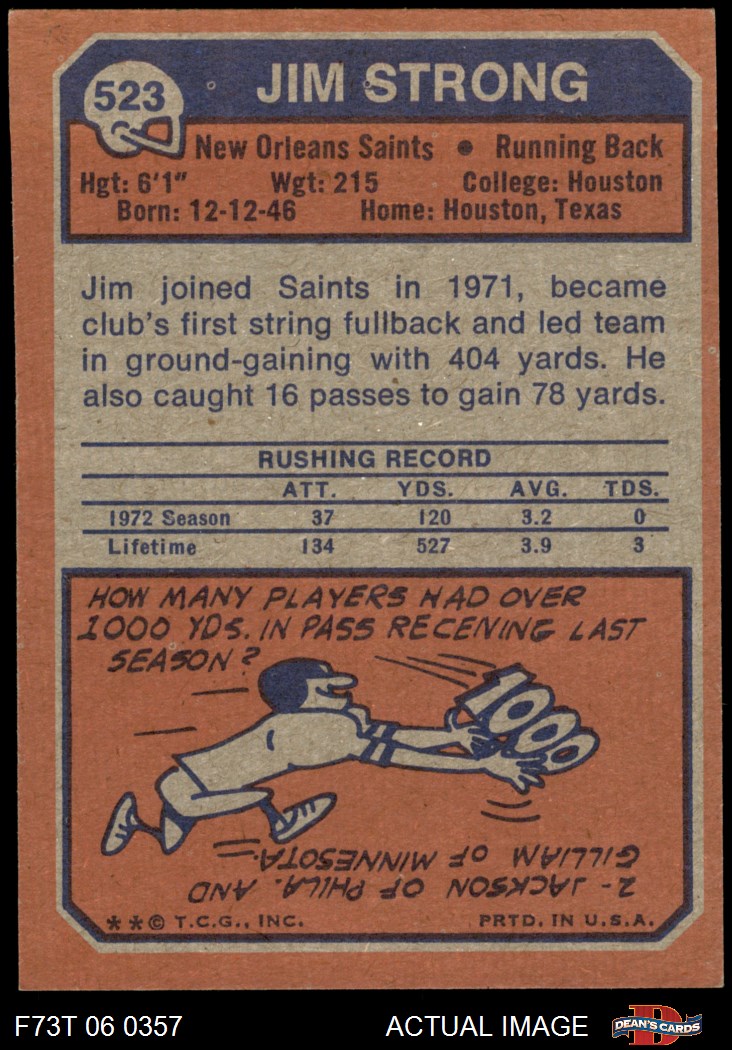 523
JIM STRONG
New Orleans Saints • Running Back
Hgt: 6'1" Wgt: 215 College: Houston
Born: 12-12-46 Home: Houston, Texas
Jim joined Saints in 1971, became
club's first string fullback and led team
in ground-gaining with 404 yards. He
also caught 16 passes to gain 78 yards.
RUSHING RECORD
ATT. YDS. AVG. TDS.
1972 Season 37 120 3.2 0
Lifetime 134 527 3.9 3
HOW MANY PLAYERS HAD OVER
1000 YDS. IN PASS RECEIVING LAST
SEASON?
1000
2- JACKSON OF PHILA. AND
GILLIAM OF MINNESOTA.
**© T.C.G., INC. PRTD. IN U.S.A.
F73T 06 0357 ACTUAL IMAGE D DEAN'S CARDS